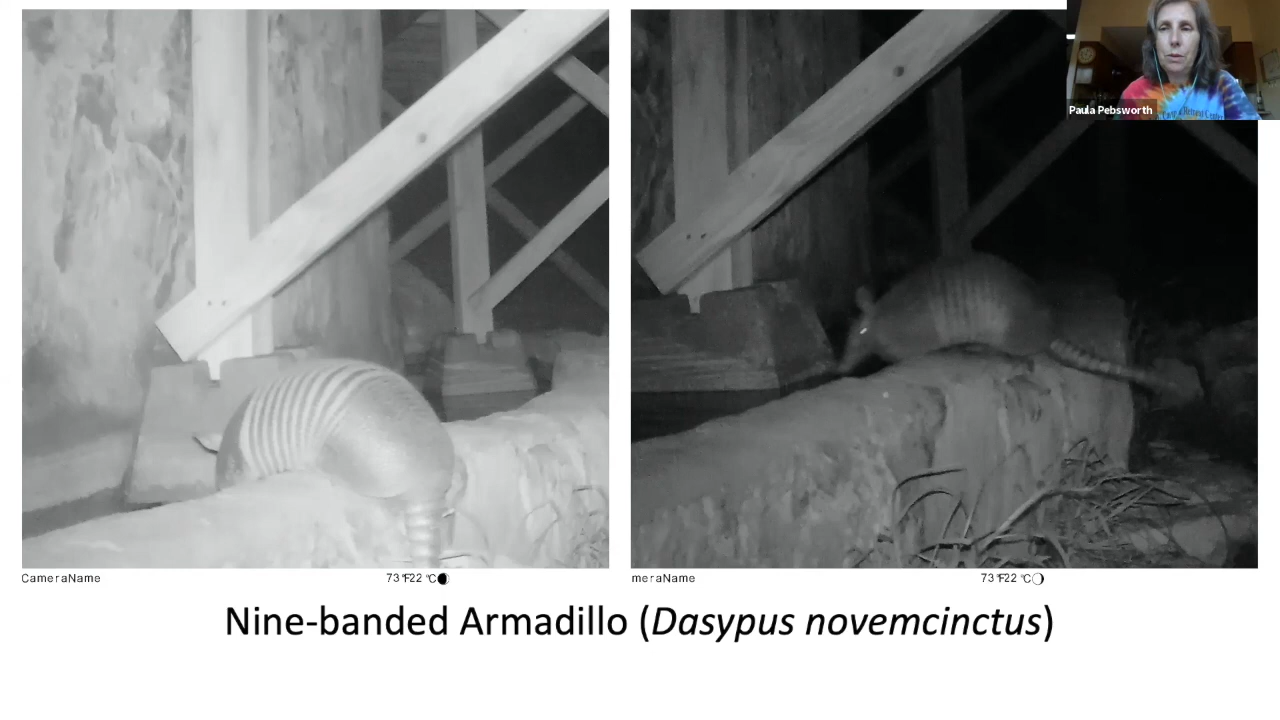 Paula Pebsworth
CameraName 73°F22°C
meraName 73°F22°C
Nine-banded Armadillo (Dasypus novemcinctus)